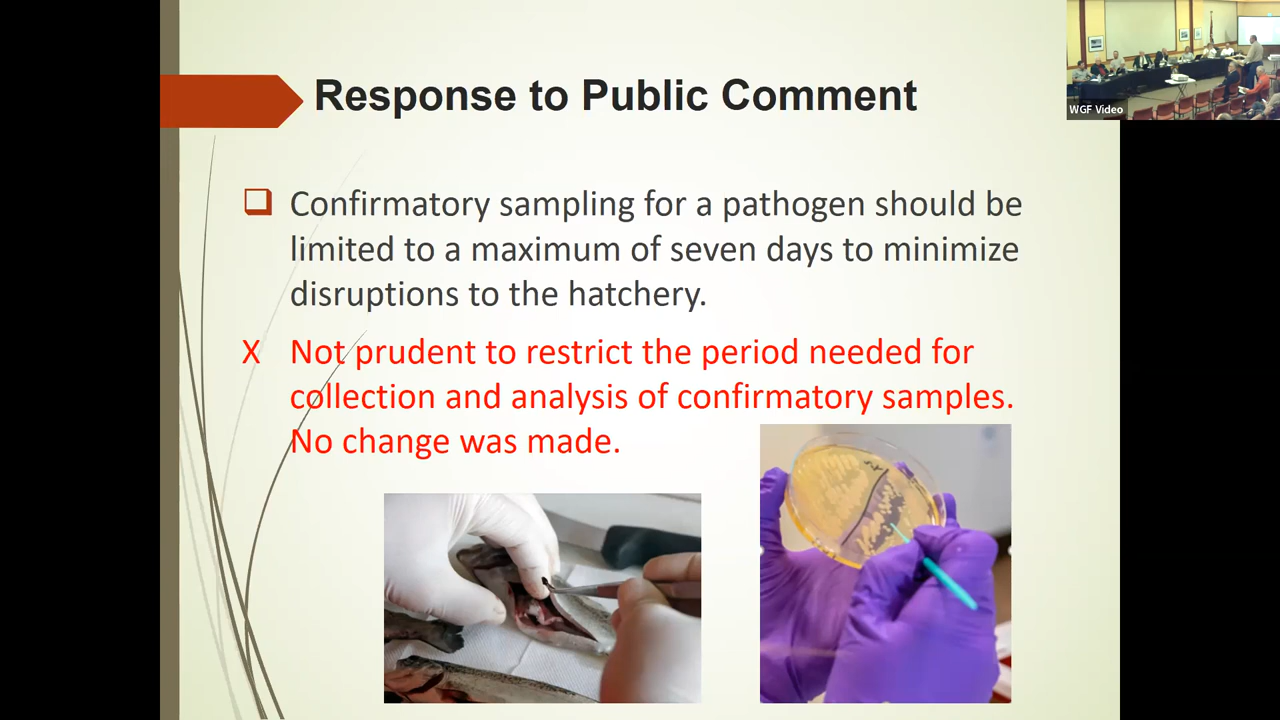 Response to Public Comment
WGF Video
Confirmatory sampling for a pathogen should be
limited to a maximum of seven days to minimize
disruptions to the hatchery.
X Not prudent to restrict the period needed for
collection and analysis of confirmatory samples.
No change was made.